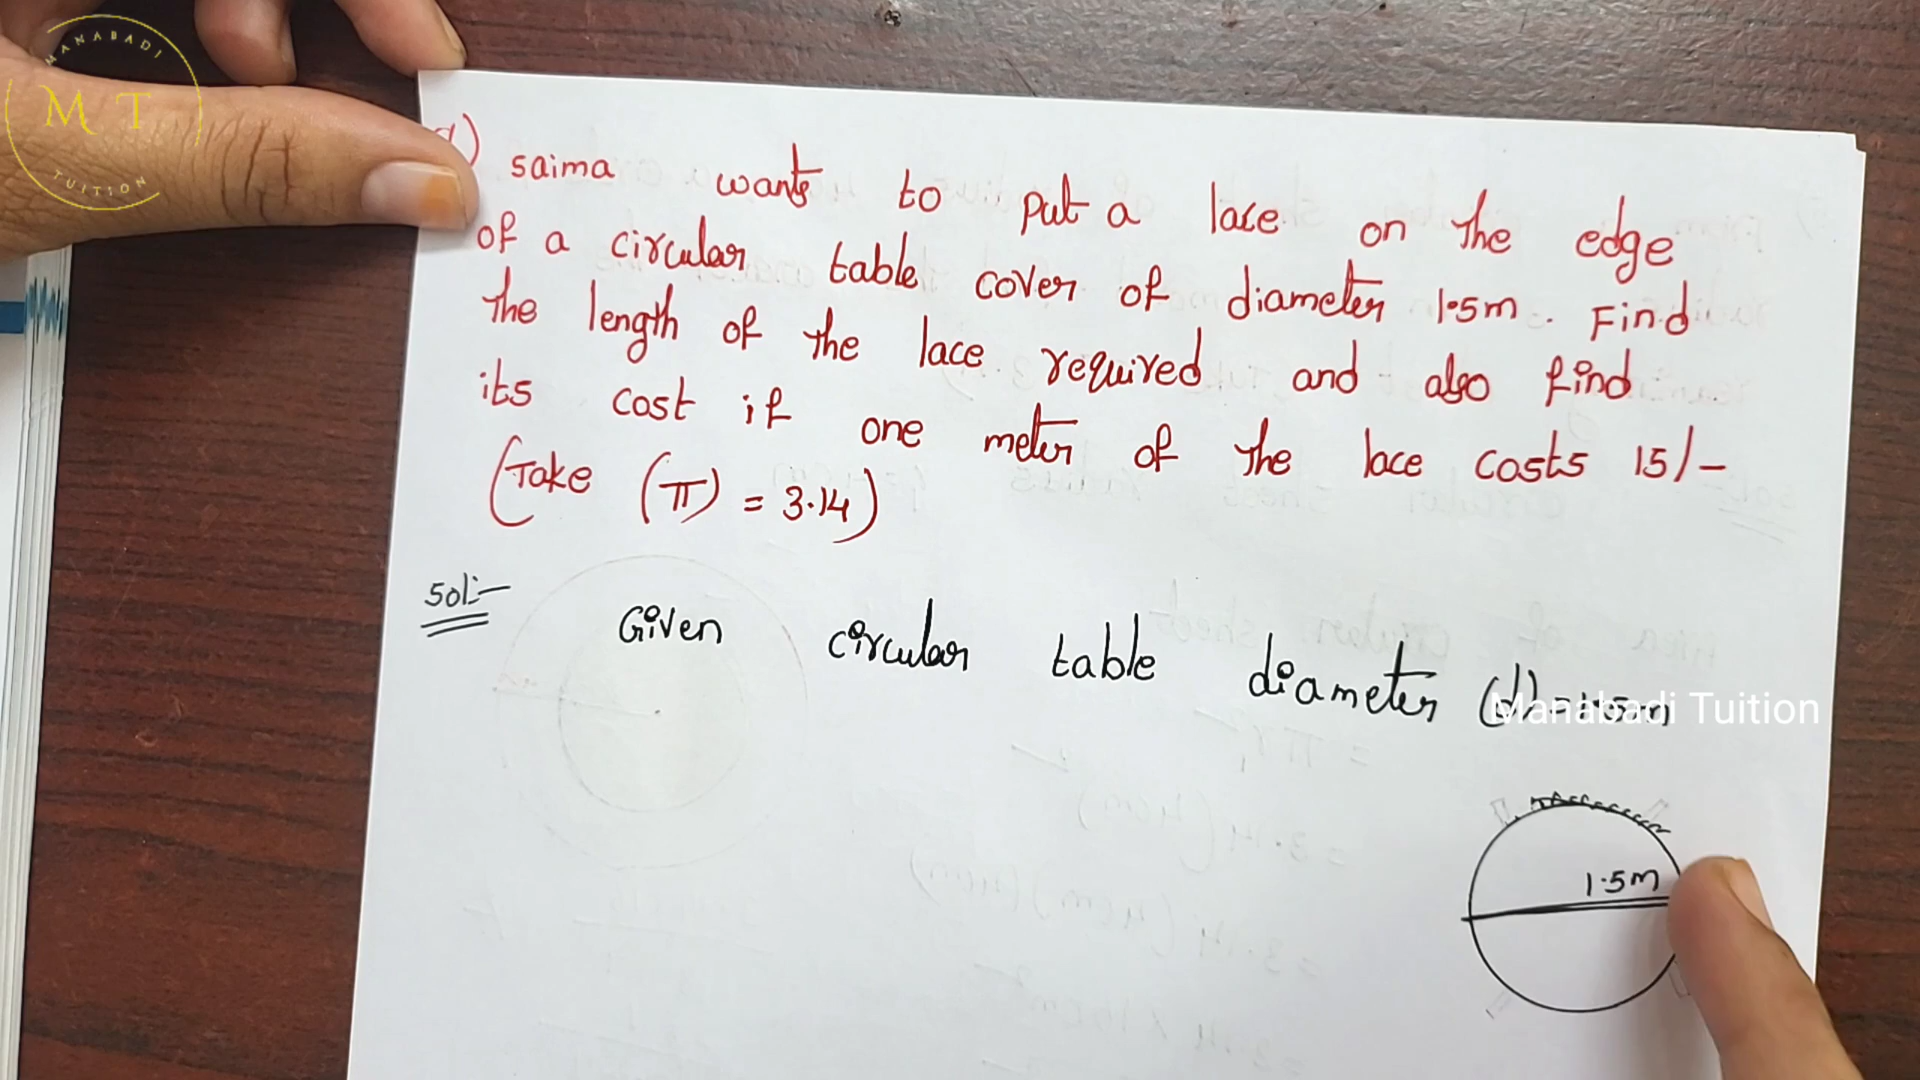 MANABADI
M T
TUITION
saima wants to put a lace on the edge
of a circular table cover of diameter 1.5m. Find
the length of the lace required and also find
its cost if one meter of the lace costs 15/-
(Take (π) = 3.14)
Sol:-
Given circular table diameter (d) = 1.5m
Manabadi Tuition
1.5m